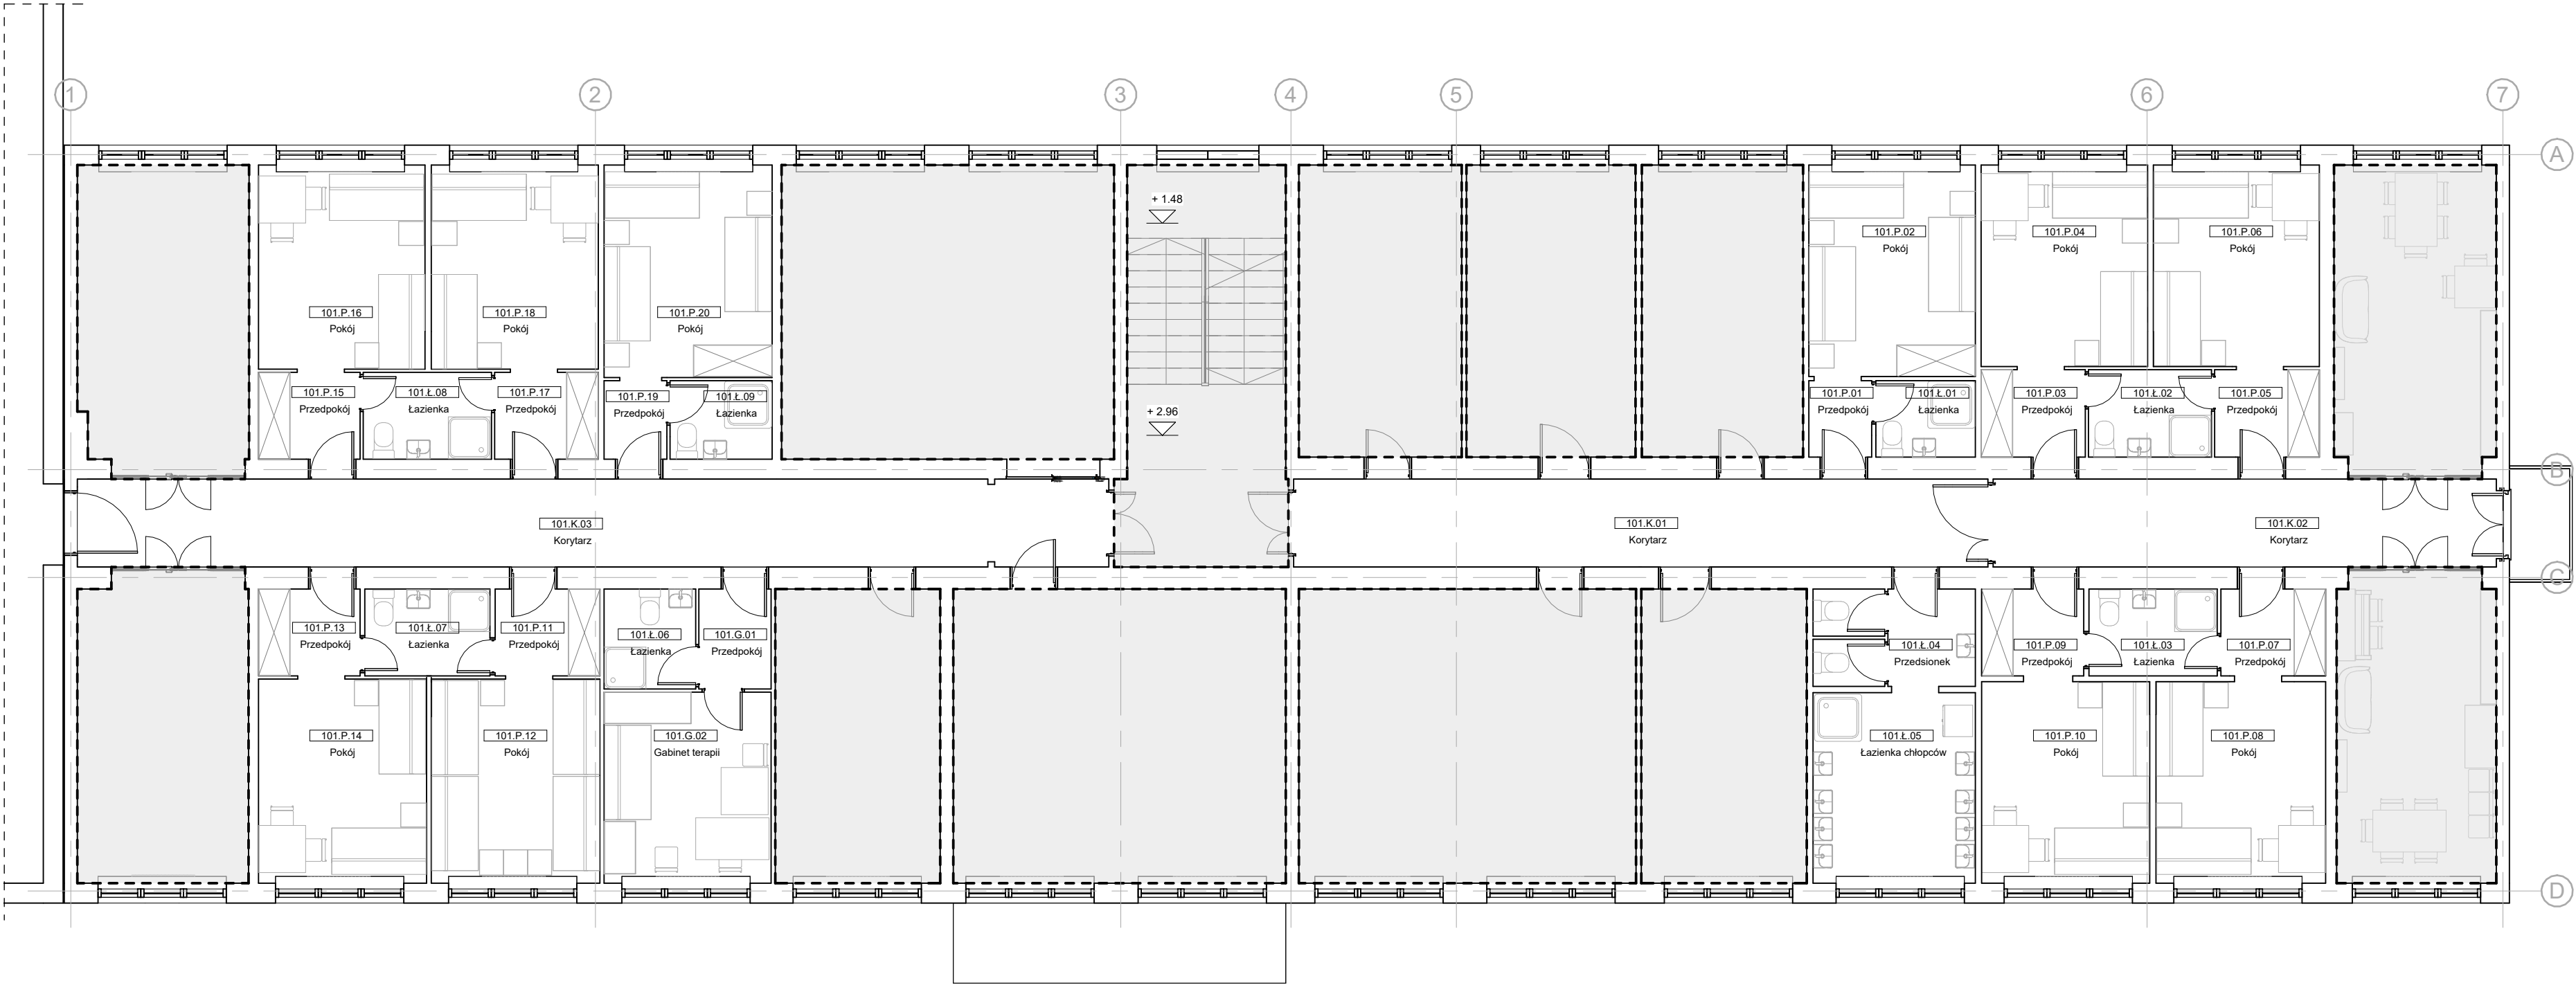 1
2
3
4
5
6
7
A
+ 1.48
101.P.02
Pokój
101.P.04
Pokój
101.P.06
Pokój
101.P.16
Pokój
101.P.18
Pokój
101.P.20
Pokój
101.P.15
Przedpokój
101.Ł.08
Łazienka
101.P.17
Przedpokój
101.P.19
Przedpokój
101.Ł.09
Łazienka
+ 2.96
101.P.01
Przedpokój
101.Ł.01
Łazienka
101.P.03
Przedpokój
101.Ł.02
Łazienka
101.P.05
Przedpokój
B
101.K.03
Korytarz
101.K.01
Korytarz
101.K.02
Korytarz
C
101.P.13
Przedpokój
101.Ł.07
Łazienka
101.P.11
Przedpokój
101.Ł.06
Łazienka
101.G.01
Przedpokój
101.Ł.04
Przedsionek
101.P.09
Przedpokój
101.Ł.03
Łazienka
101.P.07
Przedpokój
101.P.14
Pokój
101.P.12
Pokój
101.G.02
Gabinet terapii
101.Ł.05
Łazienka chłopców
101.P.10
Pokój
101.P.08
Pokój
D